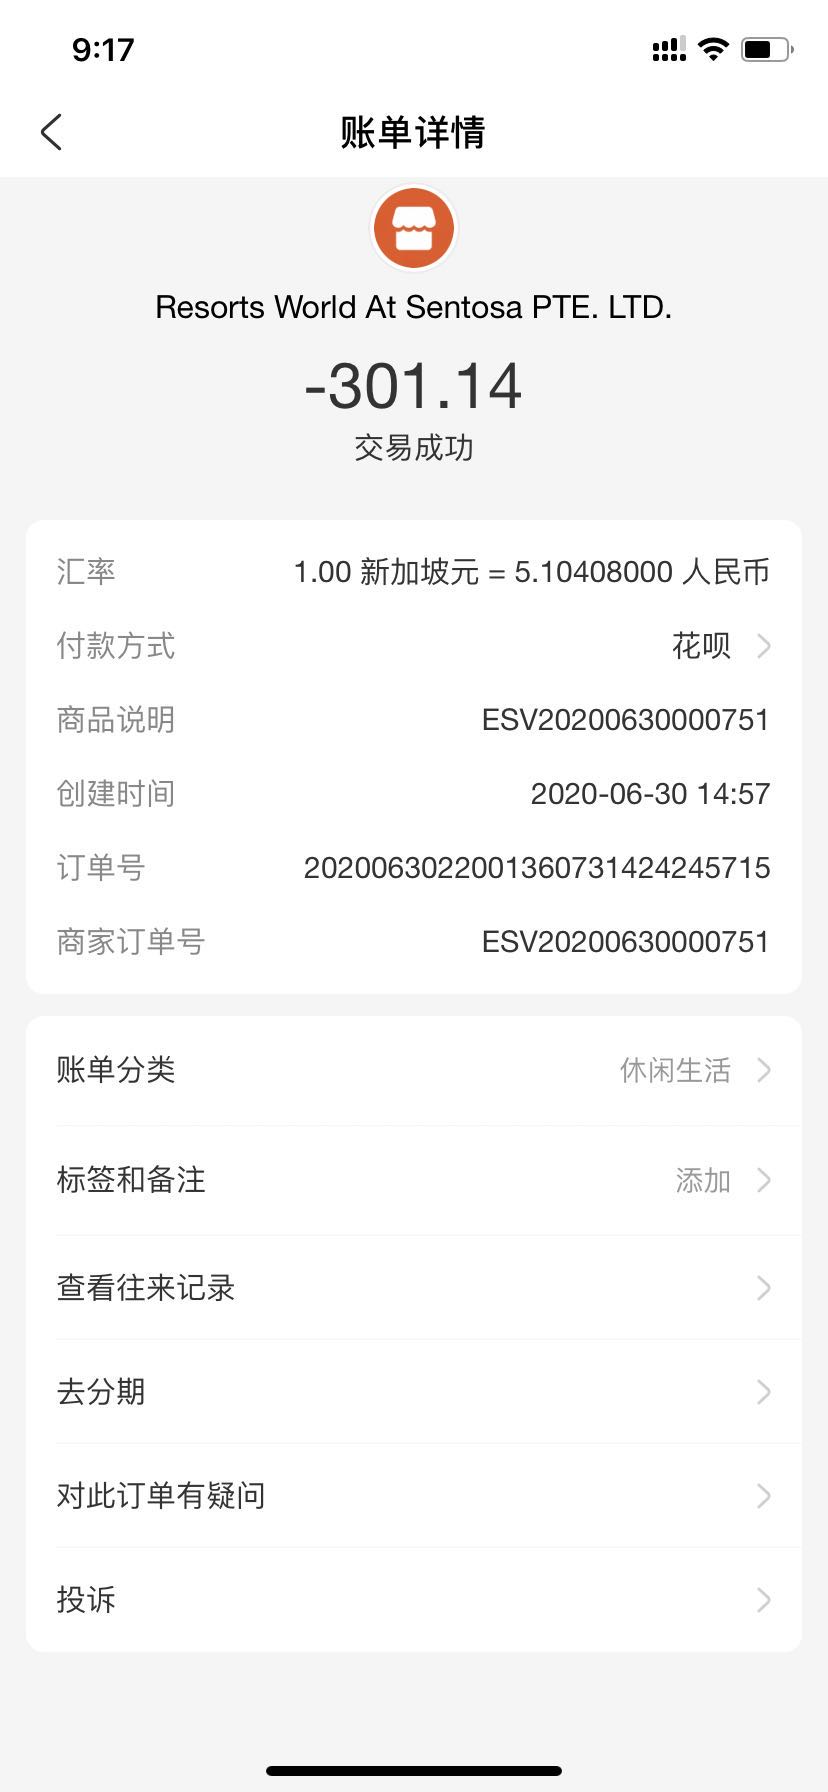 9:17
账单详情
Resorts World At Sentosa PTE. LTD.
-301.14
交易成功
汇率 1.00 新加坡元 = 5.10408000 人民币
付款方式 花呗
商品说明 ESV20200630000751
创建时间 2020-06-30 14:57
订单号 2020063022001360731424245715
商家订单号 ESV20200630000751
账单分类 休闲生活
标签和备注 添加
查看往来记录
去分期
对此订单有疑问
投诉